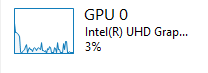 GPU 0
Intel(R) UHD Grap...
3%